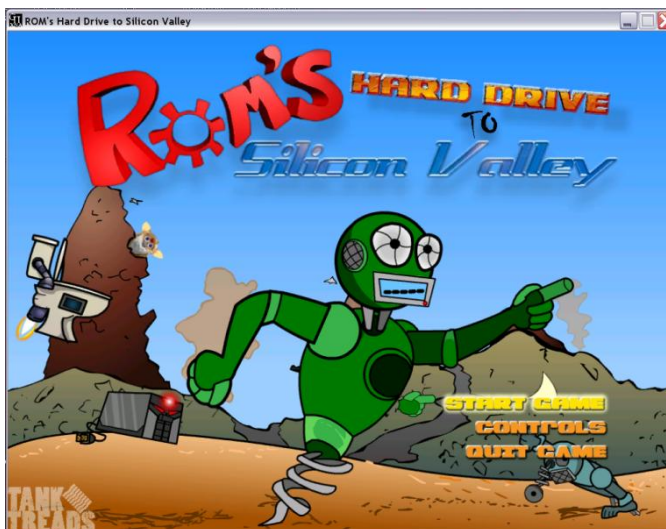 ROM's Hard Drive to Silicon Valley
ROM'S
HARD DRIVE
TO
Silicon Valley
START GAME
CONTROLS
QUIT GAME
TANK
TREADS